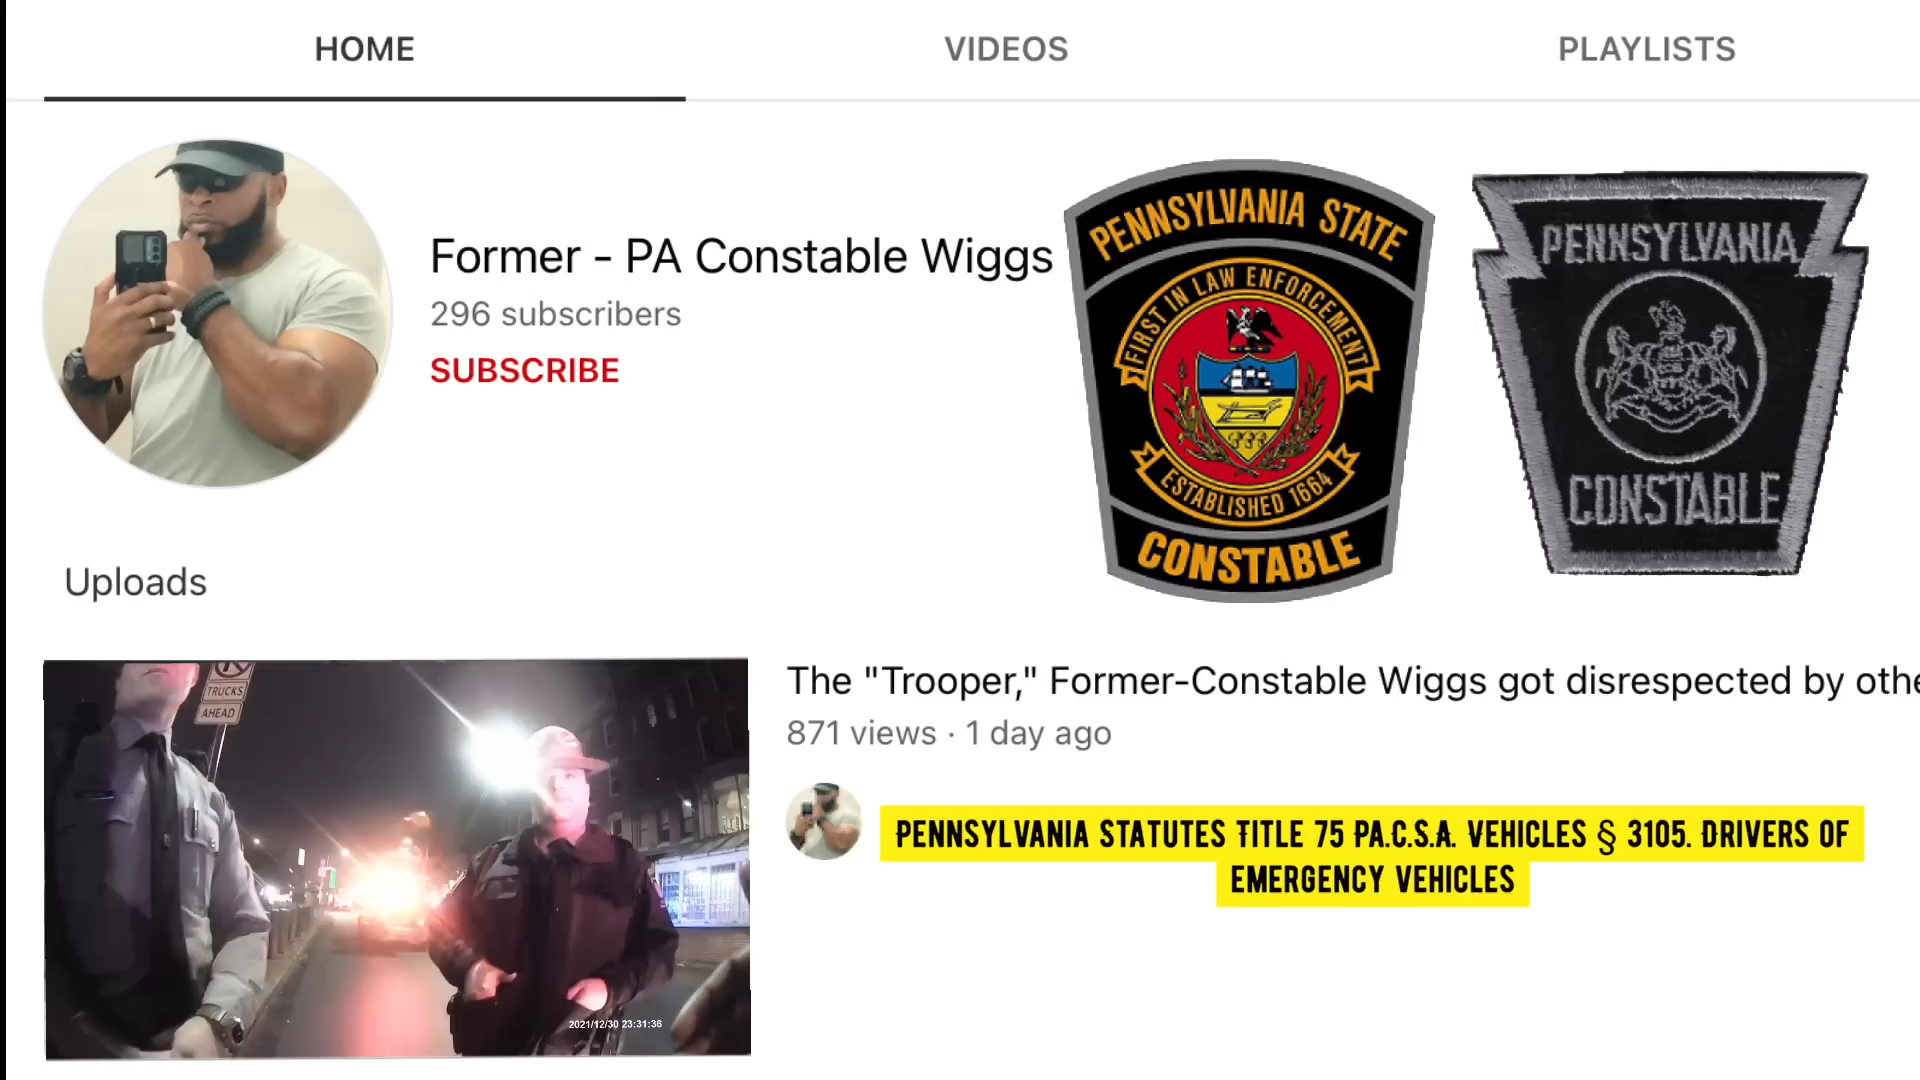 HOME
VIDEOS
PLAYLISTS
Former - PA Constable Wiggs
296 subscribers
SUBSCRIBE
PENNSYLVANIA STATE
FIRST IN LAW ENFORCEMENT
ESTABLISHED 1664
CONSTABLE
PENNSYLVANIA
CONSTABLE
Uploads
TRUCKS
AHEAD
2021/12/30 23:31:36
The "Trooper," Former-Constable Wiggs got disrespected by othe
871 views · 1 day ago
PENNSYLVANIA STATUTES TITLE 75 PA.C.S.A. VEHICLES § 3105. DRIVERS OF
EMERGENCY VEHICLES